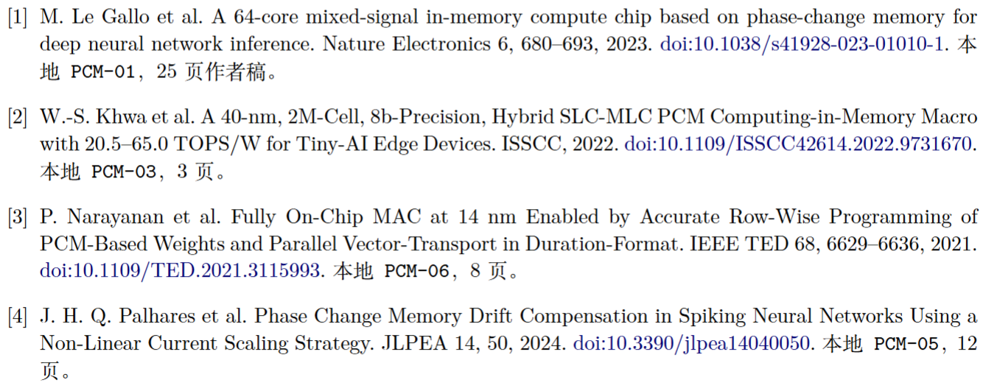 [1] M. Le Gallo et al. A 64-core mixed-signal in-memory compute chip based on phase-change memory for
deep neural network inference. Nature Electronics 6, 680–693, 2023. doi:10.1038/s41928-023-01010-1. 本
地 PCM-01, 25 页作者稿。
[2] W.-S. Khwa et al. A 40-nm, 2M-Cell, 8b-Precision, Hybrid SLC-MLC PCM Computing-in-Memory Macro
with 20.5–65.0 TOPS/W for Tiny-AI Edge Devices. ISSCC, 2022. doi:10.1109/ISSCC42614.2022.9731670.
本地 PCM-03, 3 页。
[3] P. Narayanan et al. Fully On-Chip MAC at 14 nm Enabled by Accurate Row-Wise Programming of
PCM-Based Weights and Parallel Vector-Transport in Duration-Format. IEEE TED 68, 6629–6636, 2021.
doi:10.1109/TED.2021.3115993. 本地 PCM-06, 8 页。
[4] J. H. Q. Palhares et al. Phase Change Memory Drift Compensation in Spiking Neural Networks Using a
Non-Linear Current Scaling Strategy. JLPEA 14, 50, 2024. doi:10.3390/jlpea14040050. 本地 PCM-05, 12
页。